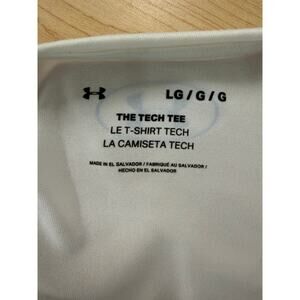 LG/G/G
THE TECH TEE
LE T-SHIRT TECH
LA CAMISETA TECH
MADE IN EL SALVADOR / FABRIQUÉ AU SALVADOR /
HECHO EN EL SALVADOR